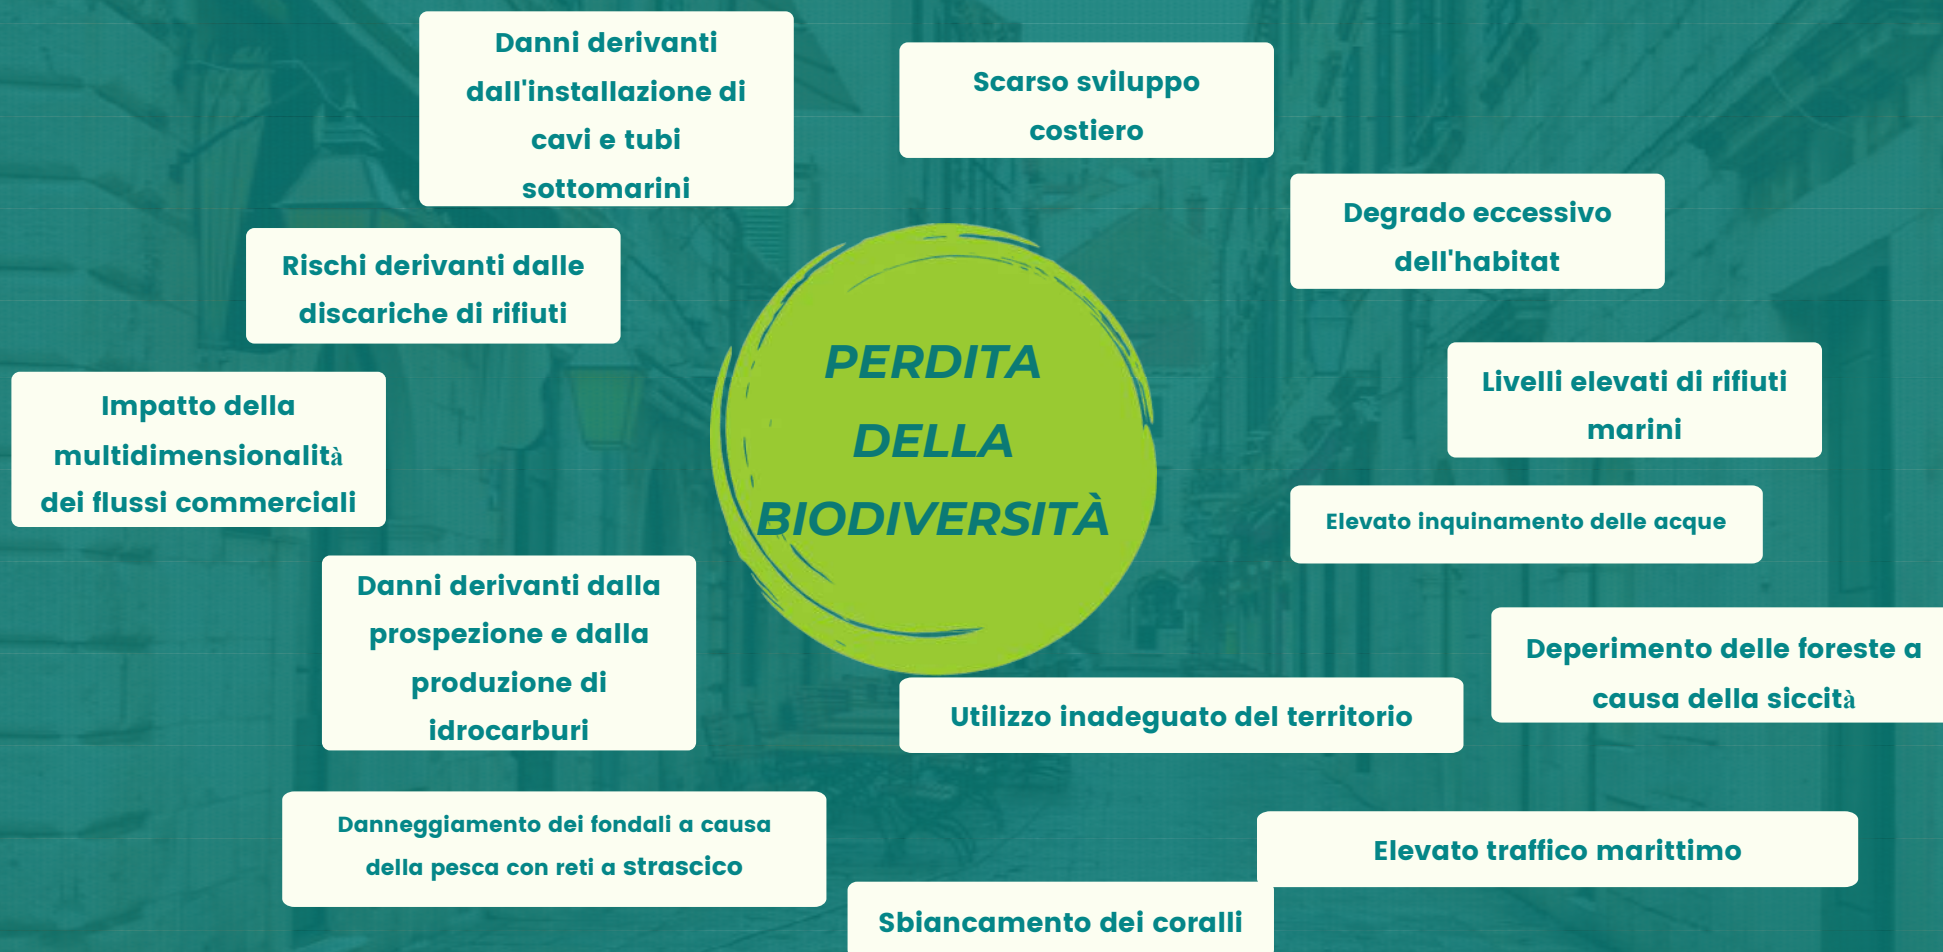 Danni derivanti
dall'installazione di
cavi e tubi
sottomarini
Scarso sviluppo
costiero
Degrado eccessivo
dell'habitat
Rischi derivanti dalle
discariche di rifiuti
Livelli elevati di rifiuti
marini
Impatto della
multidimensionalità
dei flussi commerciali
PERDITA
DELLA
BIODIVERSITÀ
Elevato inquinamento delle acque
Danni derivanti dalla
prospezione e dalla
produzione di
idrocarburi
Deperimento delle foreste a
causa della siccità
Utilizzo inadeguato del territorio
Danneggiamento dei fondali a causa
della pesca con reti a strascico
Elevato traffico marittimo
Sbiancamento dei coralli